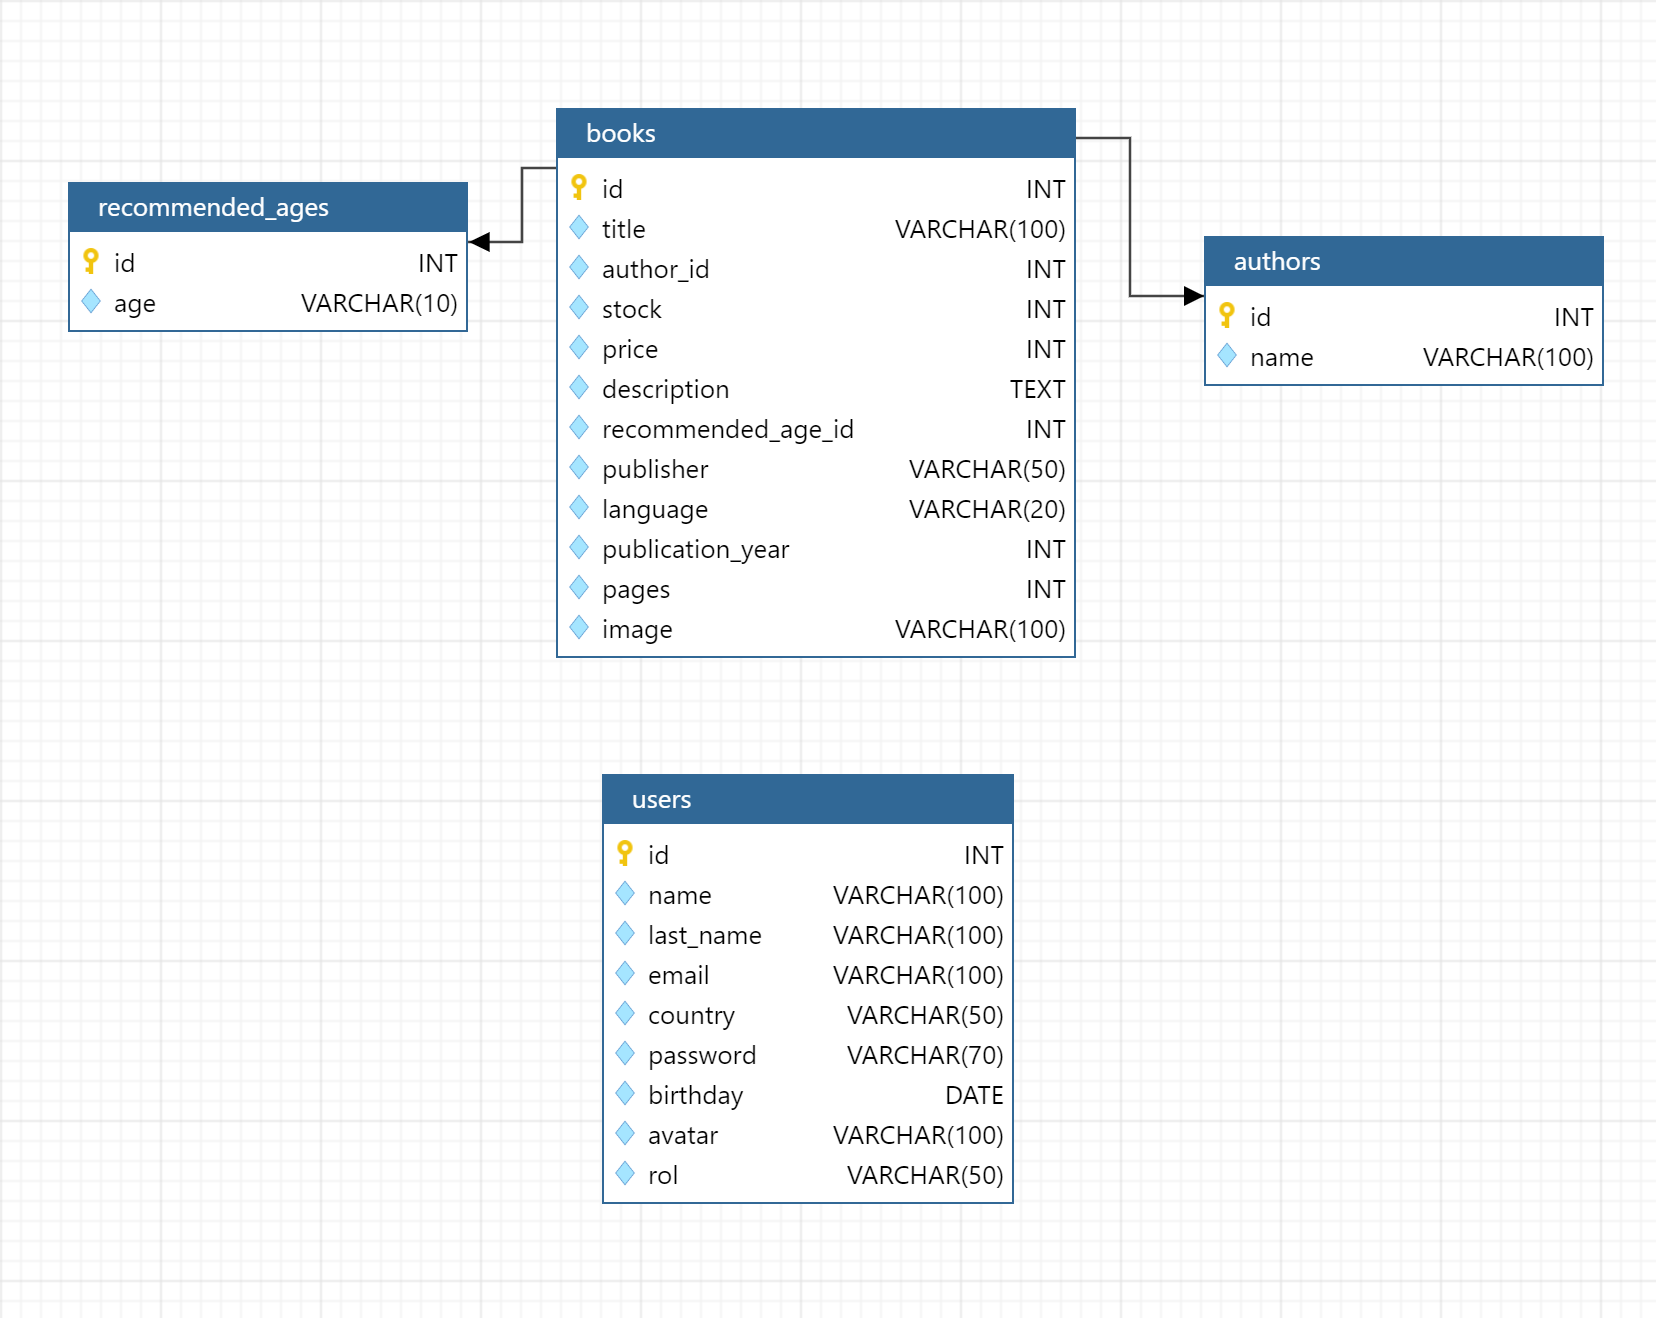 books
id INT
title VARCHAR(100)
author_id INT
stock INT
price INT
description TEXT
recommended_age_id INT
publisher VARCHAR(50)
language VARCHAR(20)
publication_year INT
pages INT
image VARCHAR(100)
recommended_ages
id INT
age VARCHAR(10)
authors
id INT
name VARCHAR(100)
users
id INT
name VARCHAR(100)
last_name VARCHAR(100)
email VARCHAR(100)
country VARCHAR(50)
password VARCHAR(70)
birthday DATE
avatar VARCHAR(100)
rol VARCHAR(50)